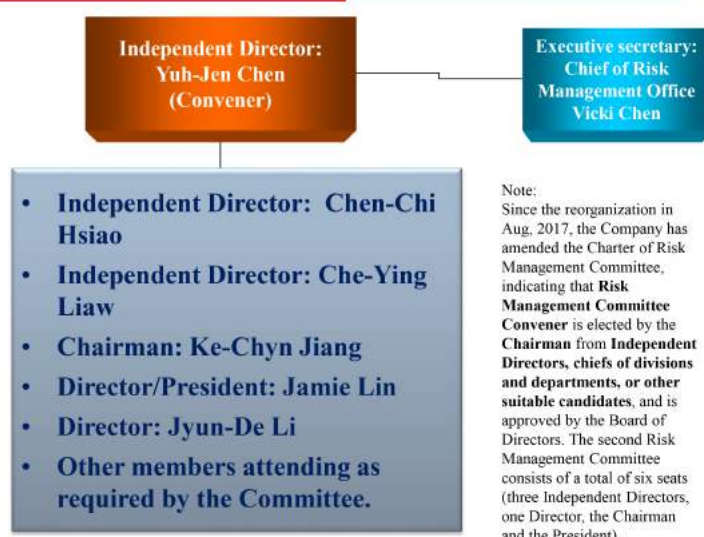 Independent Director:
Yuh-Jen Chen
(Convener)
Executive secretary:
Chief of Risk
Management Office
Vicki Chen
• Independent Director: Chen-Chi
Hsiao
• Independent Director: Che-Ying
Liaw
• Chairman: Ke-Chyn Jiang
• Director/President: Jamie Lin
• Director: Jyun-De Li
• Other members attending as
required by the Committee.
Note:
Since the reorganization in
Aug, 2017, the Company has
amended the Charter of Risk
Management Committee,
indicating that Risk
Management Committee
Convener is elected by the
Chairman from Independent
Directors, chiefs of divisions
and departments, or other
suitable candidates, and is
approved by the Board of
Directors. The second Risk
Management Committee
consists of a total of six seats
(three Independent Directors,
one Director, the Chairman
and the President)